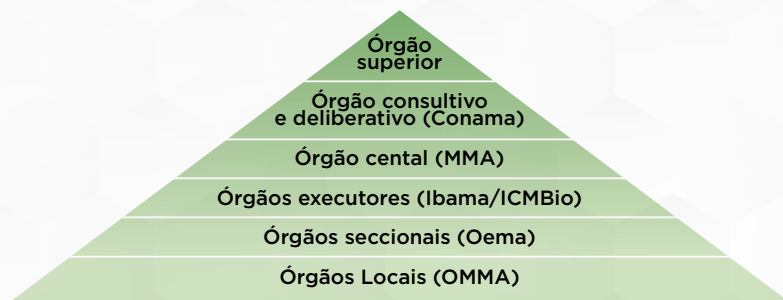 Órgão
superior
Órgão consultivo
e deliberativo (Conama)
Órgão cental (MMA)
Órgãos executores (Ibama/ICMBio)
Órgãos seccionais (Oema)
Órgãos Locais (OMMA)